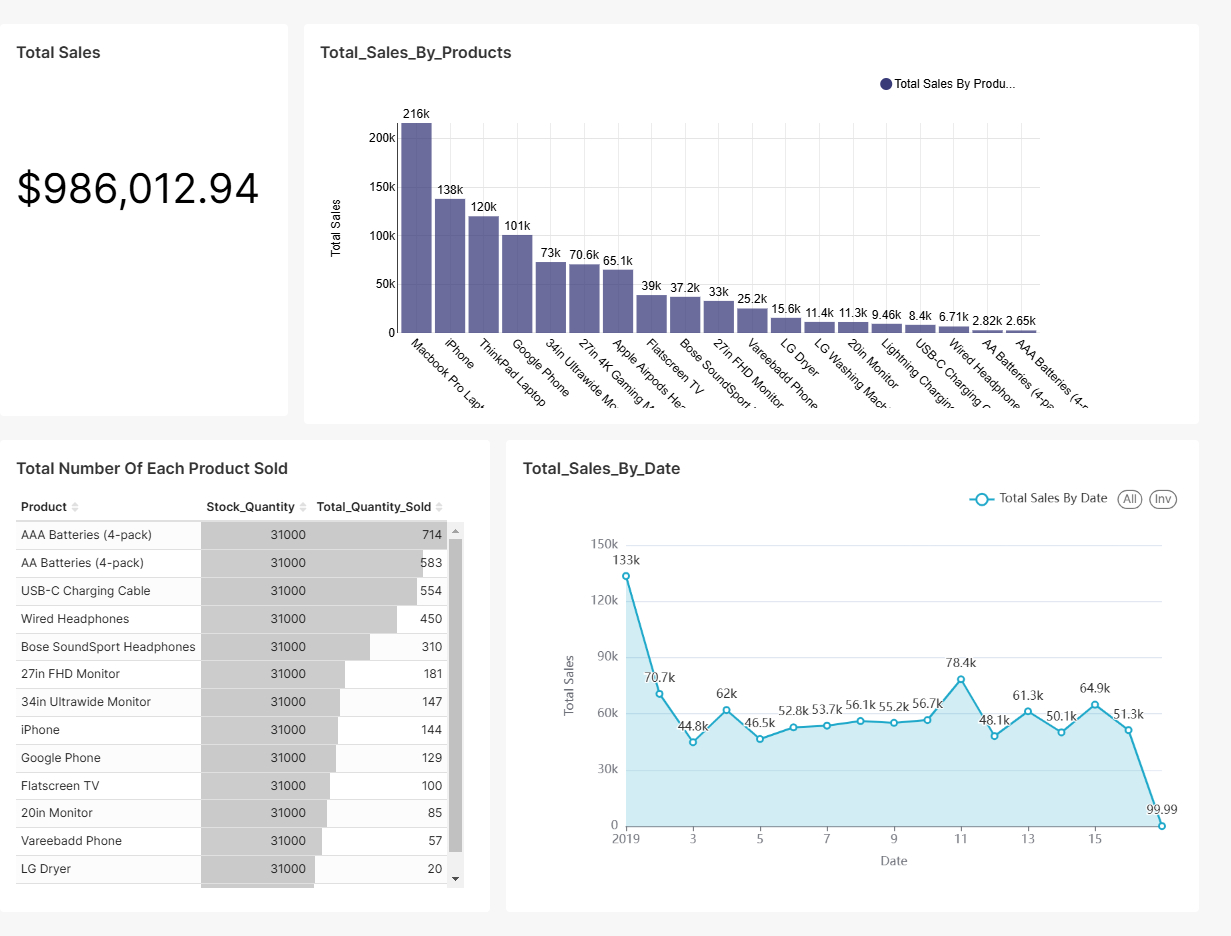 Total Sales
$986,012.94
Total_Sales_By_Products
Total Sales By Produ...
Total Sales
200k
150k
100k
50k
0
216k
138k
120k
101k
73k
70.6k
65.1k
39k
37.2k
33k
25.2k
15.6k
11.4k
11.3k
9.46k
8.4k
6.71k
2.82k
2.65k
Macbook Pro Lapt
iPhone
ThinkPad Laptop
Google Phone
34in Ultrawide Mo
27in 4K Gaming M
Apple Airpods Hea
Flatscreen TV
Bose SoundSport
27in FHD Monitor
Vareebadd Phone
LG Dryer
LG Washing Mach
20in Monitor
Lightning Charging
USB-C Charging C
Wired Headphone
AA Batteries (4-pa
AAA Batteries (4-
Total Number Of Each Product Sold
Product Stock_Quantity Total_Quantity_Sold
AAA Batteries (4-pack) 31000 714
AA Batteries (4-pack) 31000 583
USB-C Charging Cable 31000 554
Wired Headphones 31000 450
Bose SoundSport Headphones 31000 310
27in FHD Monitor 31000 181
34in Ultrawide Monitor 31000 147
iPhone 31000 144
Google Phone 31000 129
Flatscreen TV 31000 100
20in Monitor 31000 85
Vareebadd Phone 31000 57
LG Dryer 31000 20
Total_Sales_By_Date
Total Sales By Date All Inv
Total Sales
150k
120k
90k
60k
30k
0
133k
70.7k
44.8k
62k
46.5k
52.8k
53.7k
56.1k
55.2k
56.7k
78.4k
48.1k
61.3k
50.1k
64.9k
51.3k
99.99
2019 3 5 7 9 11 13 15
Date